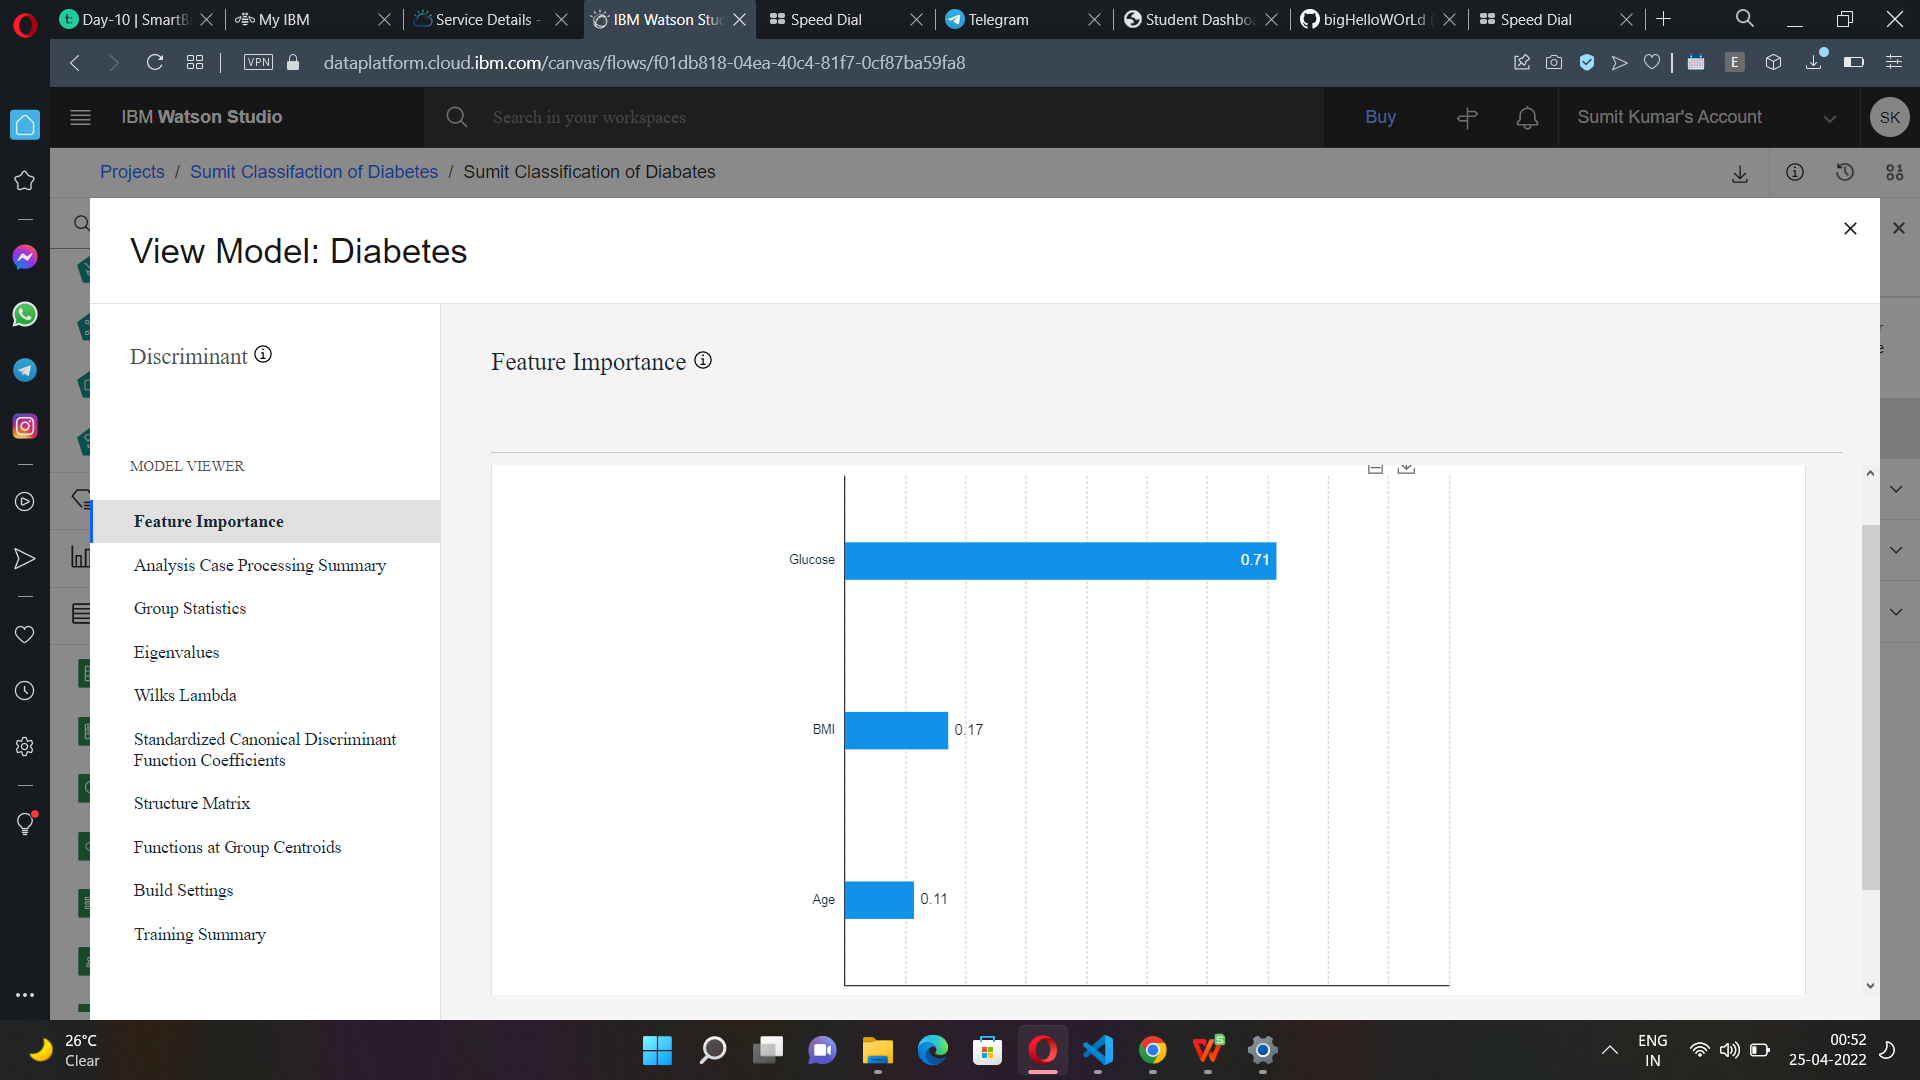 Day-10 | SmartB
My IBM
Service Details -
IBM Watson Stu
Speed Dial
Telegram
Student Dashbo
bigHelloWOrLd (
Speed Dial
VPN
dataplatform.cloud.ibm.com/canvas/flows/f01db818-04ea-40c4-81f7-0cf87ba59fa8
E
IBM Watson Studio
Search in your workspaces
Buy
Sumit Kumar's Account
SK
Projects / Sumit Classifaction of Diabetes / Sumit Classification of Diabates
View Model: Diabetes
Discriminant
MODEL VIEWER
Feature Importance
Analysis Case Processing Summary
Group Statistics
Eigenvalues
Wilks Lambda
Standardized Canonical Discriminant
Function Coefficients
Structure Matrix
Functions at Group Centroids
Build Settings
Training Summary
Feature Importance
Glucose
0.71
BMI
0.17
Age
0.11
26°C
Clear
ENG
IN
00:52
25-04-2022